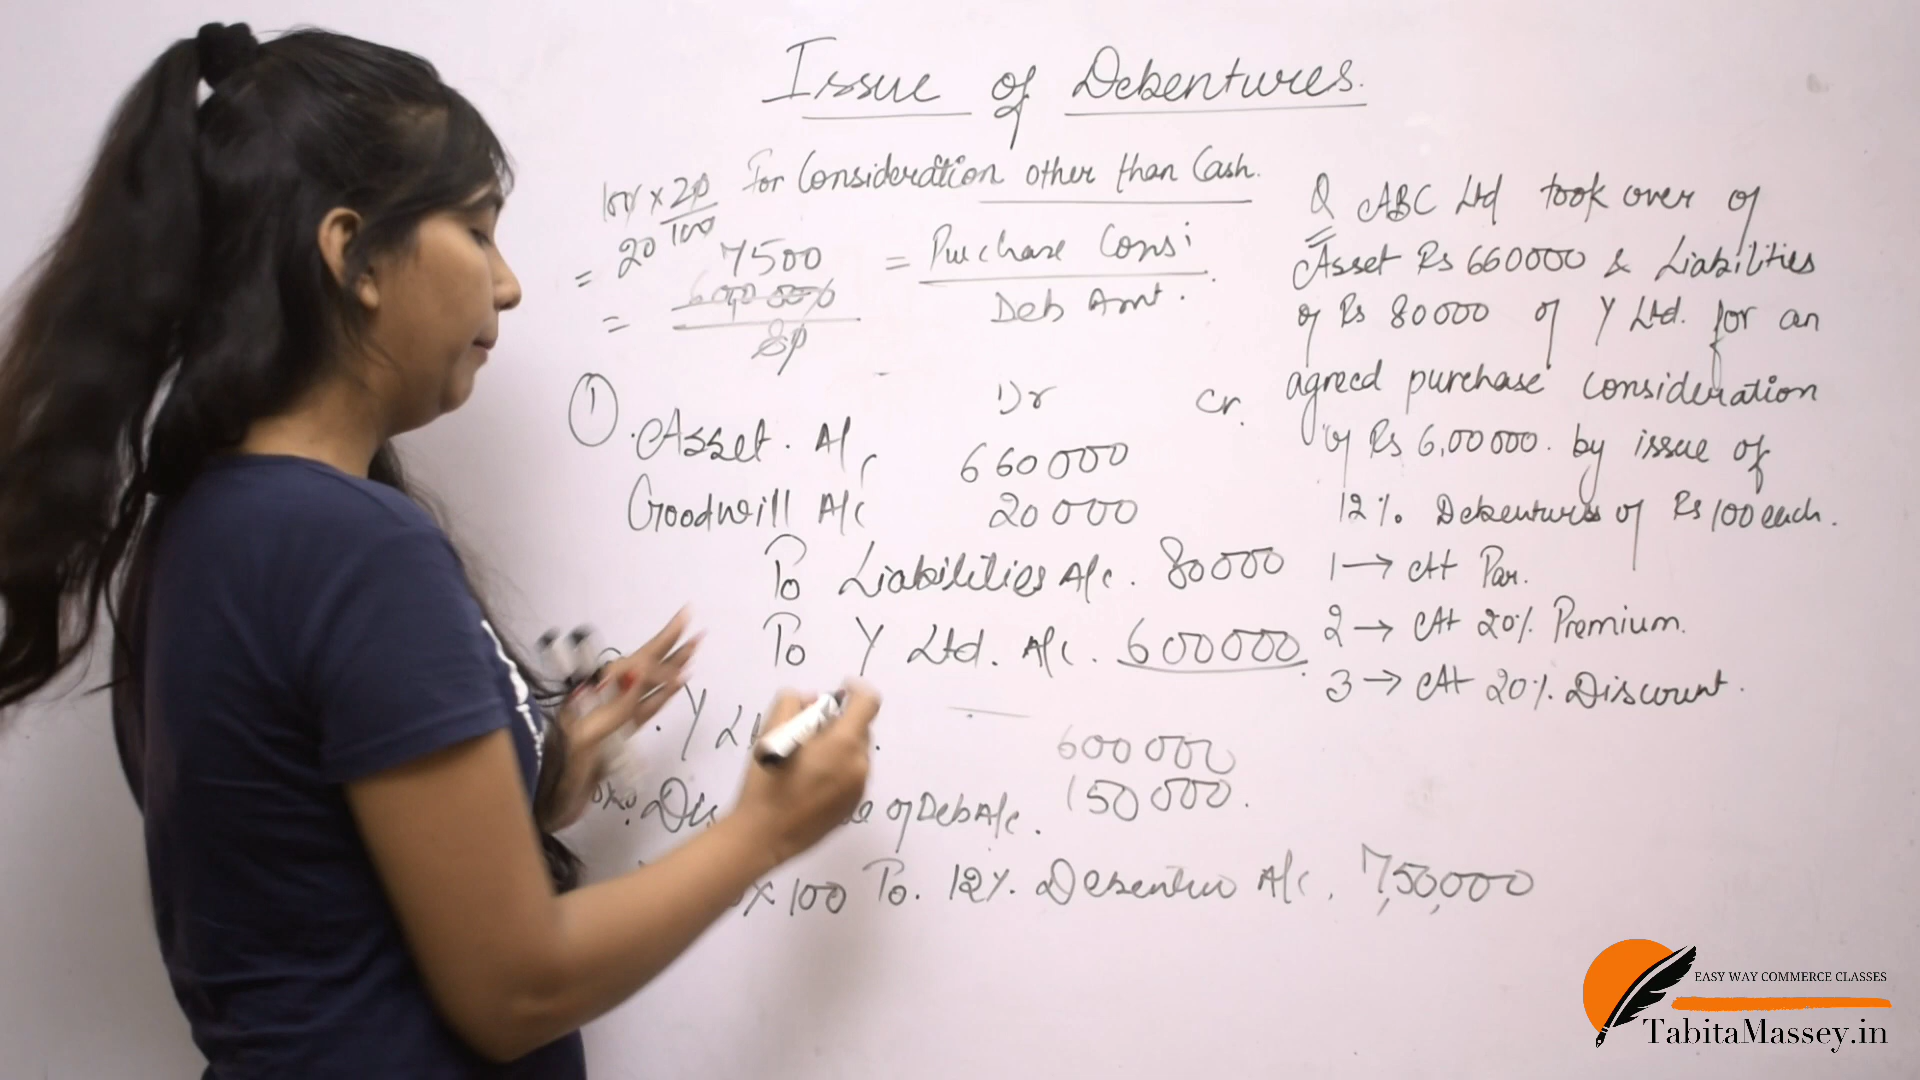 Issue of Debentures.
For Consideration other than Cash.
100 x 20
100
= 20
7500
= 600000
80
= Purchase Consi
Deb Amt.
Q ABC Ltd took over of
Asset Rs 660000 & Liabilities
of Rs 80000 of Y Ltd. for an
agreed purchase consideration
of Rs 6,00000. by issue of
12%. Debentures of Rs 100 each.
1 → At Par.
2 → At 20%. Premium.
3 → At 20%. Discount.
Dr Cr.
1 Asset. A/c 660000
Goodwill A/c 20000
To Liabilities A/c. 80000
To Y Ltd. A/c. 600000
Y 600000
of Deb A/c. 150000.
x 100 To. 12%. Debenture A/c. 7,50,000
EASY WAY COMMERCE CLASSES
TabitaMassey.in